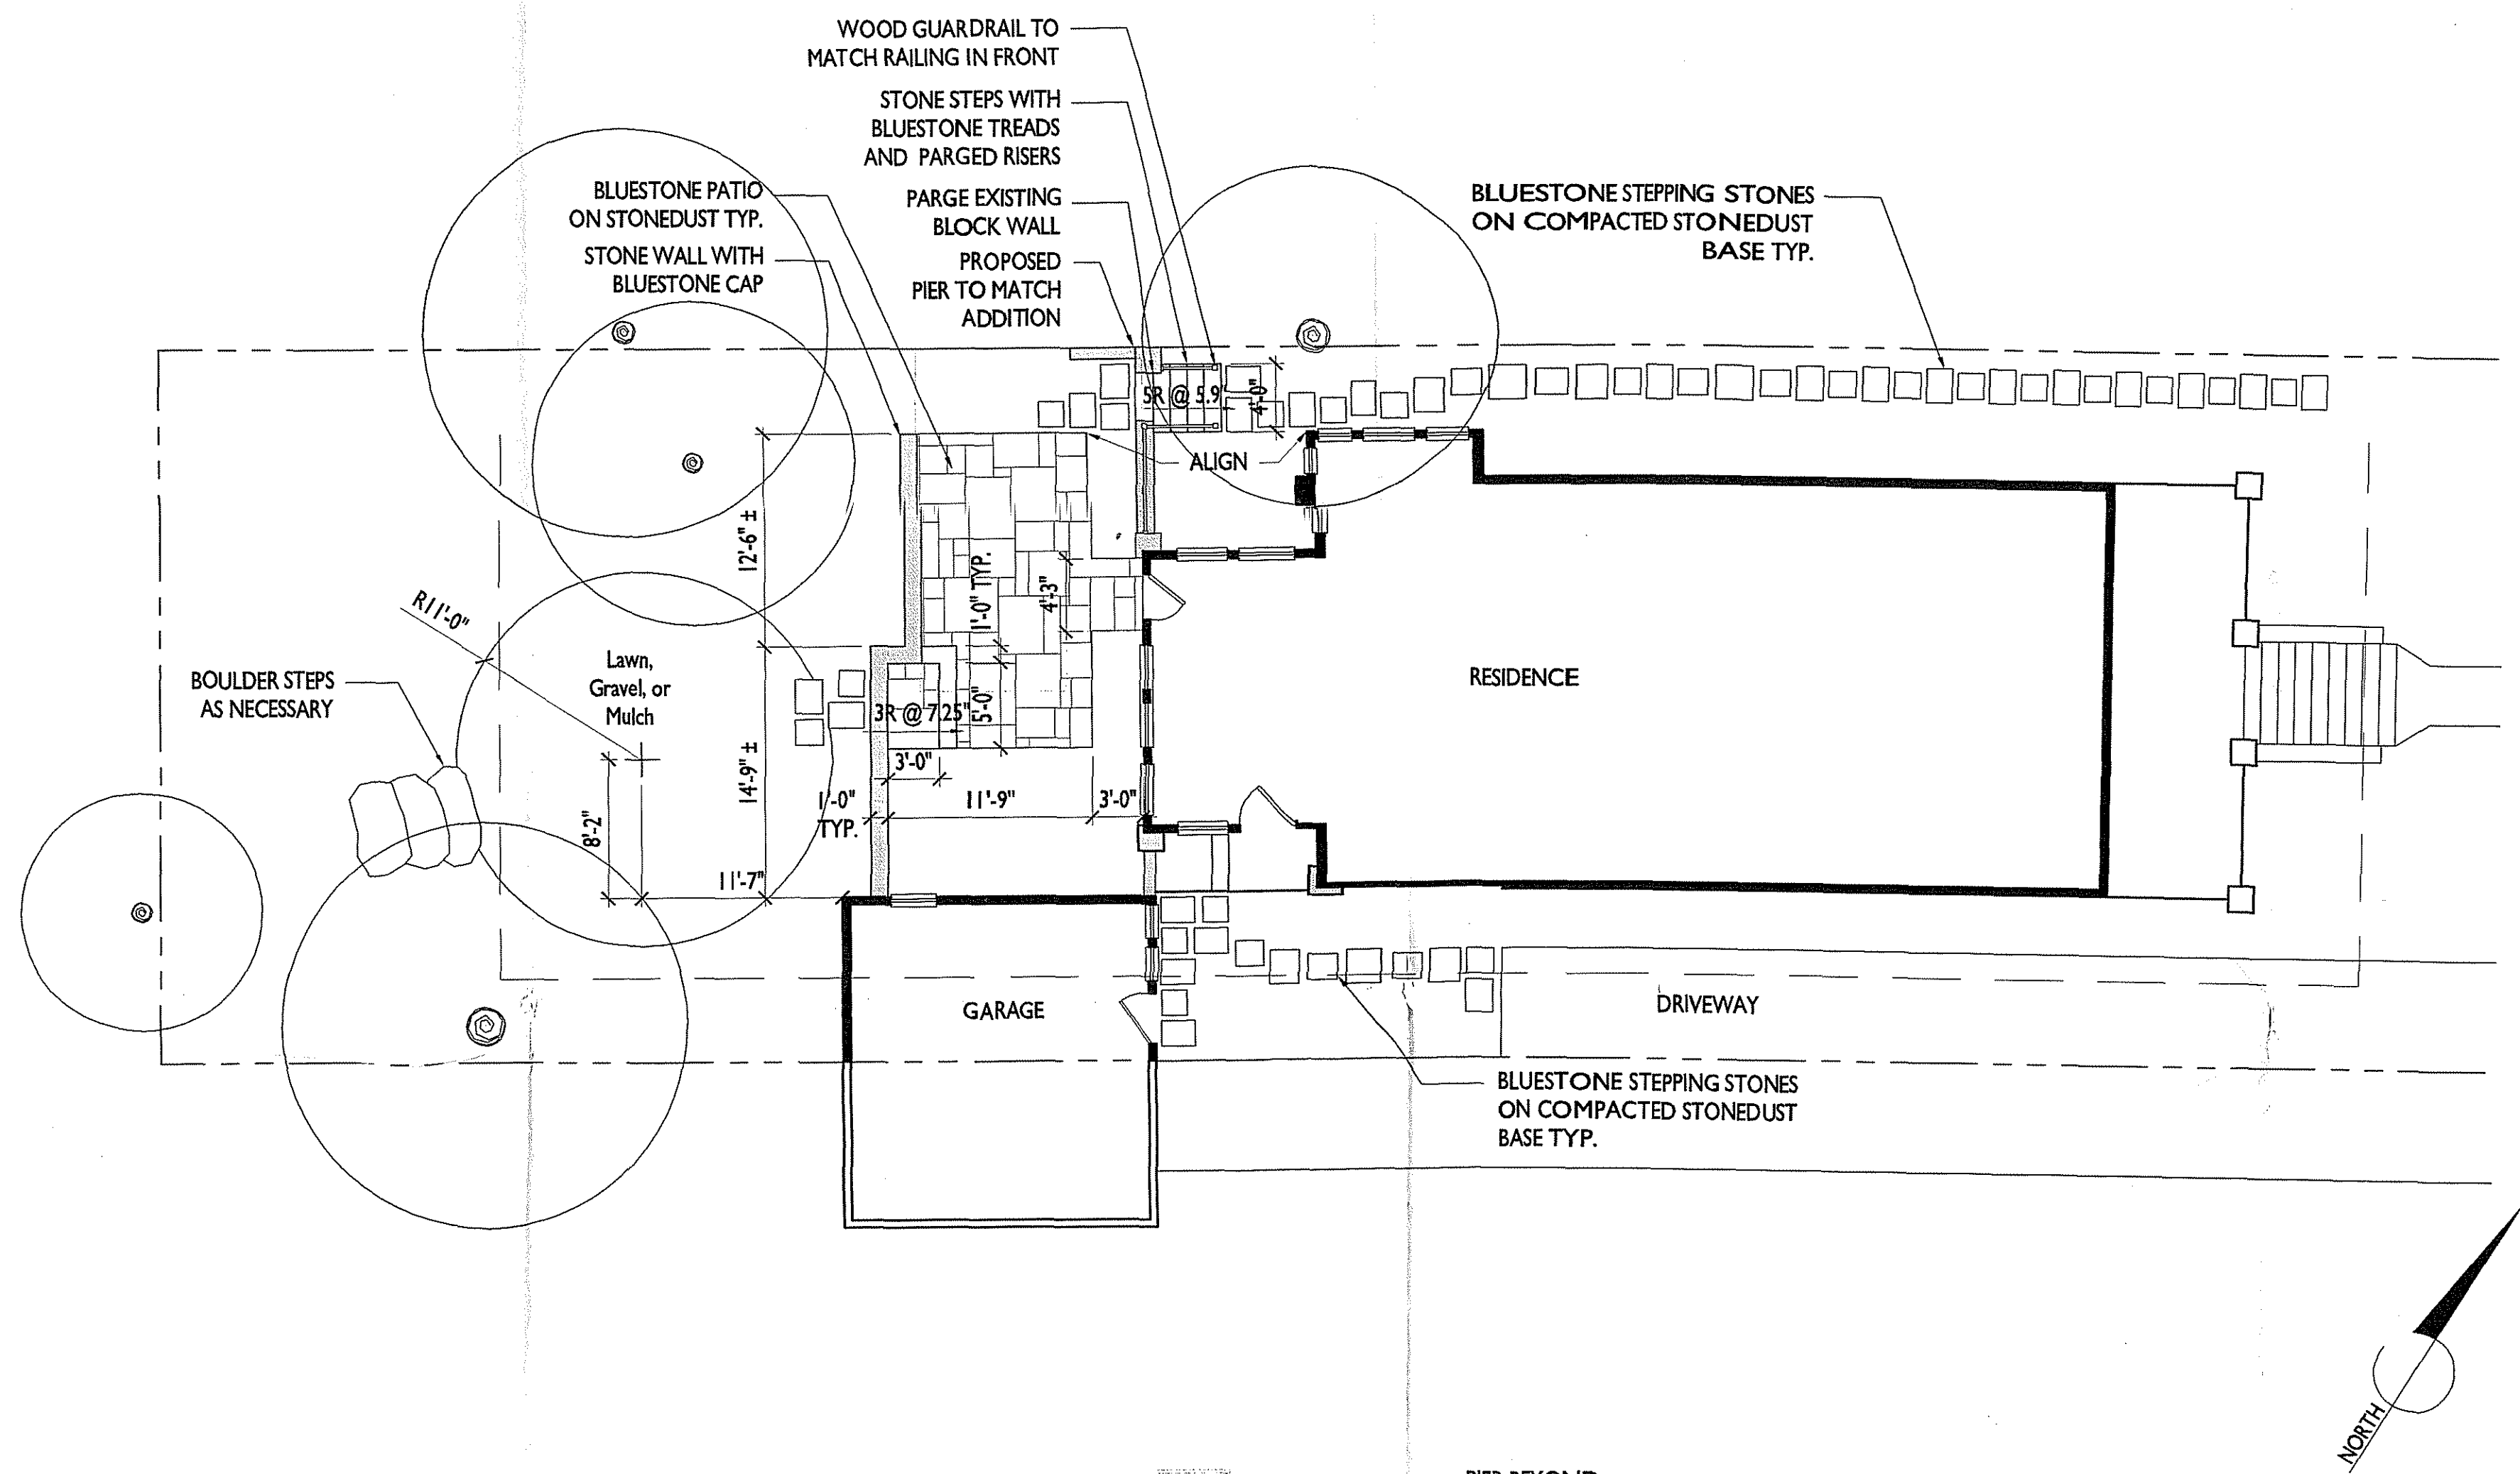 WOOD GUARDRAIL TO
MATCH RAILING IN FRONT
STONE STEPS WITH
BLUESTONE TREADS
AND PARGED RISERS
BLUESTONE PATIO
ON STONEDUST TYP.
STONE WALL WITH
BLUESTONE CAP
PARGE EXISTING
BLOCK WALL
PROPOSED
PIER TO MATCH
ADDITION
BLUESTONE STEPPING STONES
ON COMPACTED STONEDUST
BASE TYP.
5R @ 5.9
4'-0"
ALIGN
12'-6" ±
1'-0" TYP.
4'-3"
R11'-0"
BOULDER STEPS
AS NECESSARY
Lawn,
Gravel, or
Mulch
3R @ 7.25"
5'-0"
RESIDENCE
14'-9" ±
3'-0"
8'-2"
1'-0"
TYP.
11'-9"
3'-0"
11'-7"
GARAGE
DRIVEWAY
BLUESTONE STEPPING STONES
ON COMPACTED STONEDUST
BASE TYP.
NORTH
PIER BEYOND